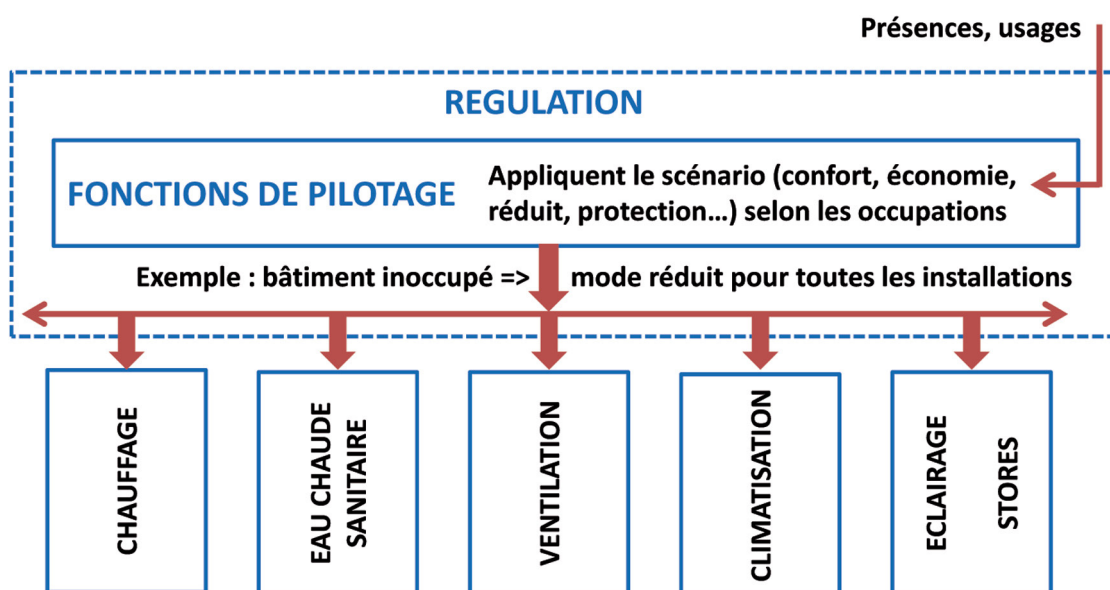 Présences, usages
REGULATION
FONCTIONS DE PILOTAGE
Appliquent le scénario (confort, économie,
réduit, protection…) selon les occupations
Exemple : bâtiment inoccupé => mode réduit pour toutes les installations
CHAUFFAGE
EAU CHAUDE
SANITAIRE
VENTILATION
CLIMATISATION
ECLAIRAGE
STORES